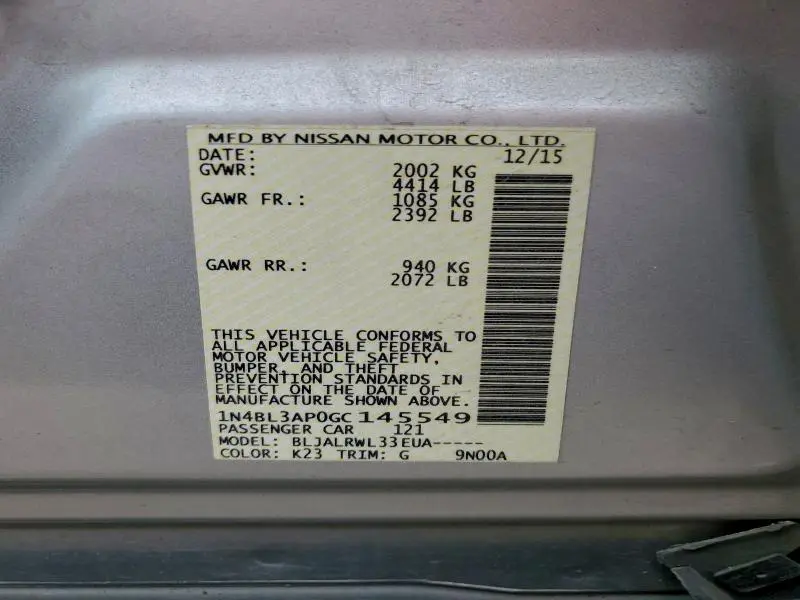 MFD BY NISSAN MOTOR CO., LTD.
DATE: 12/15
GVWR: 2002 KG
4414 LB
GAWR FR.: 1085 KG
2392 LB
GAWR RR.: 940 KG
2072 LB
THIS VEHICLE CONFORMS TO
ALL APPLICABLE FEDERAL
MOTOR VEHICLE SAFETY,
BUMPER, AND THEFT
PREVENTION STANDARDS IN
EFFECT ON THE DATE OF
MANUFACTURE SHOWN ABOVE.
1N4BL3AP0GC145549
PASSENGER CAR 121
MODEL: BLJALRWL33EUA-----
COLOR: K23 TRIM: G 9N00A